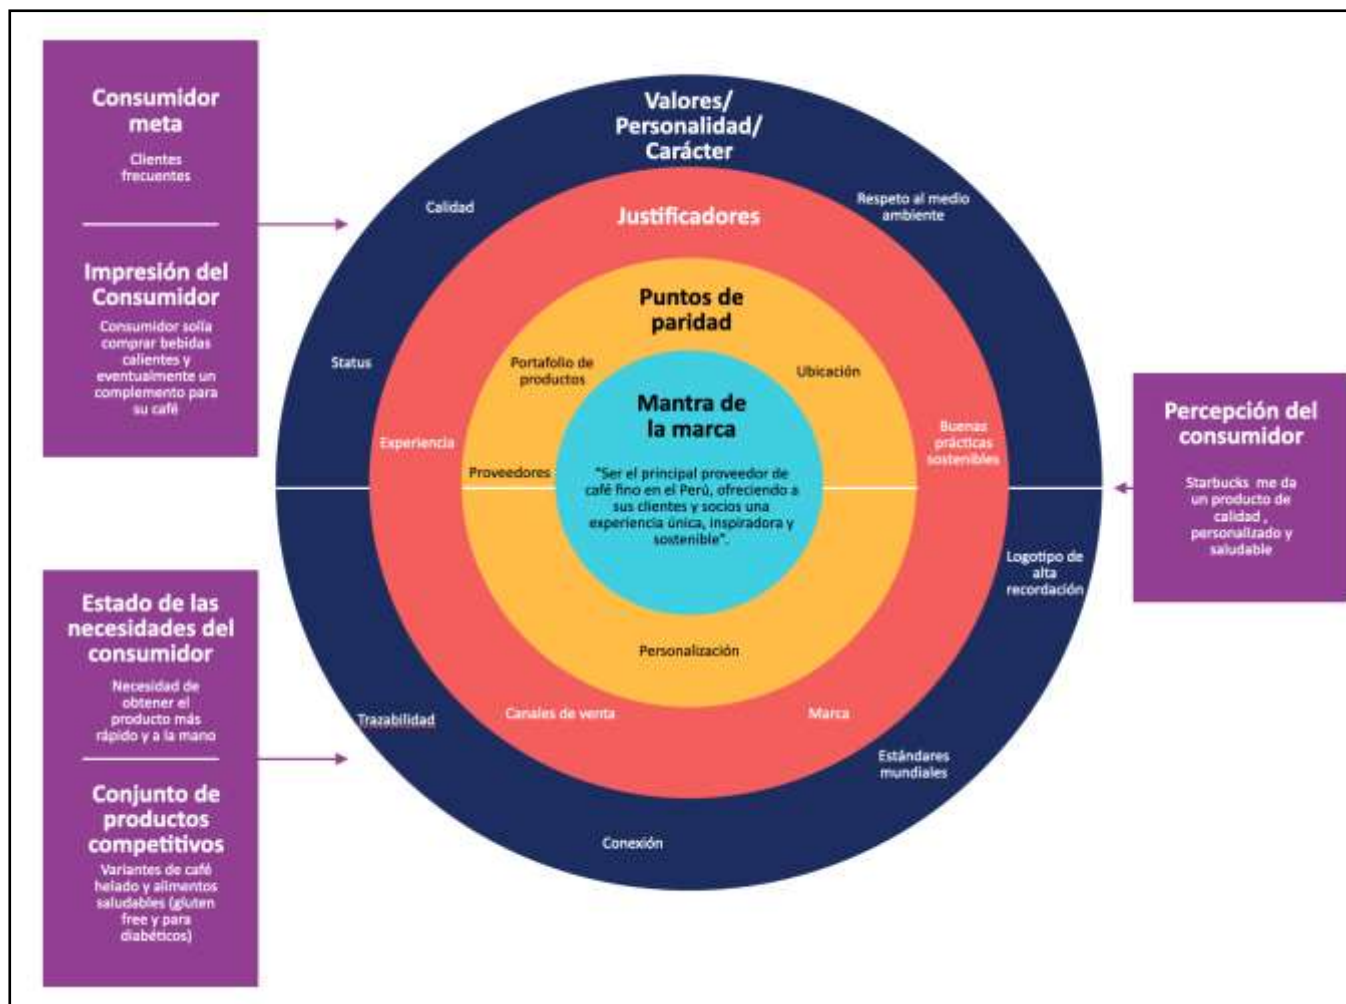 Consumidor
meta
Clientes
frecuentes
Impresión del
Consumidor
Consumidor solía
comprar bebidas
calientes y
eventualmente un
complemento para
su café
Estado de las
necesidades del
consumidor
Necesidad de
obtener el
producto más
rápido y a la mano
Conjunto de
productos
competitivos
Variantes de café
helado y alimentos
saludables (gluten
free y para
diabéticos)
Valores/
Personalidad/
Carácter
Calidad
Respeto al medio
ambiente
Status
Logotipo de
alta
recordación
Trazabilidad
Estándares
mundiales
Conexión
Justificadores
Experiencia
Buenas
prácticas
sostenibles
Canales de venta
Marca
Puntos de
paridad
Portafolio de
productos
Ubicación
Proveedores
Personalización
Mantra de
la marca
"Ser el principal proveedor de
café fino en el Perú, ofreciendo a
sus clientes y socios una
experiencia única, inspiradora y
sostenible".
Percepción del
consumidor
Starbucks me da
un producto de
calidad ,
personalizado y
saludable